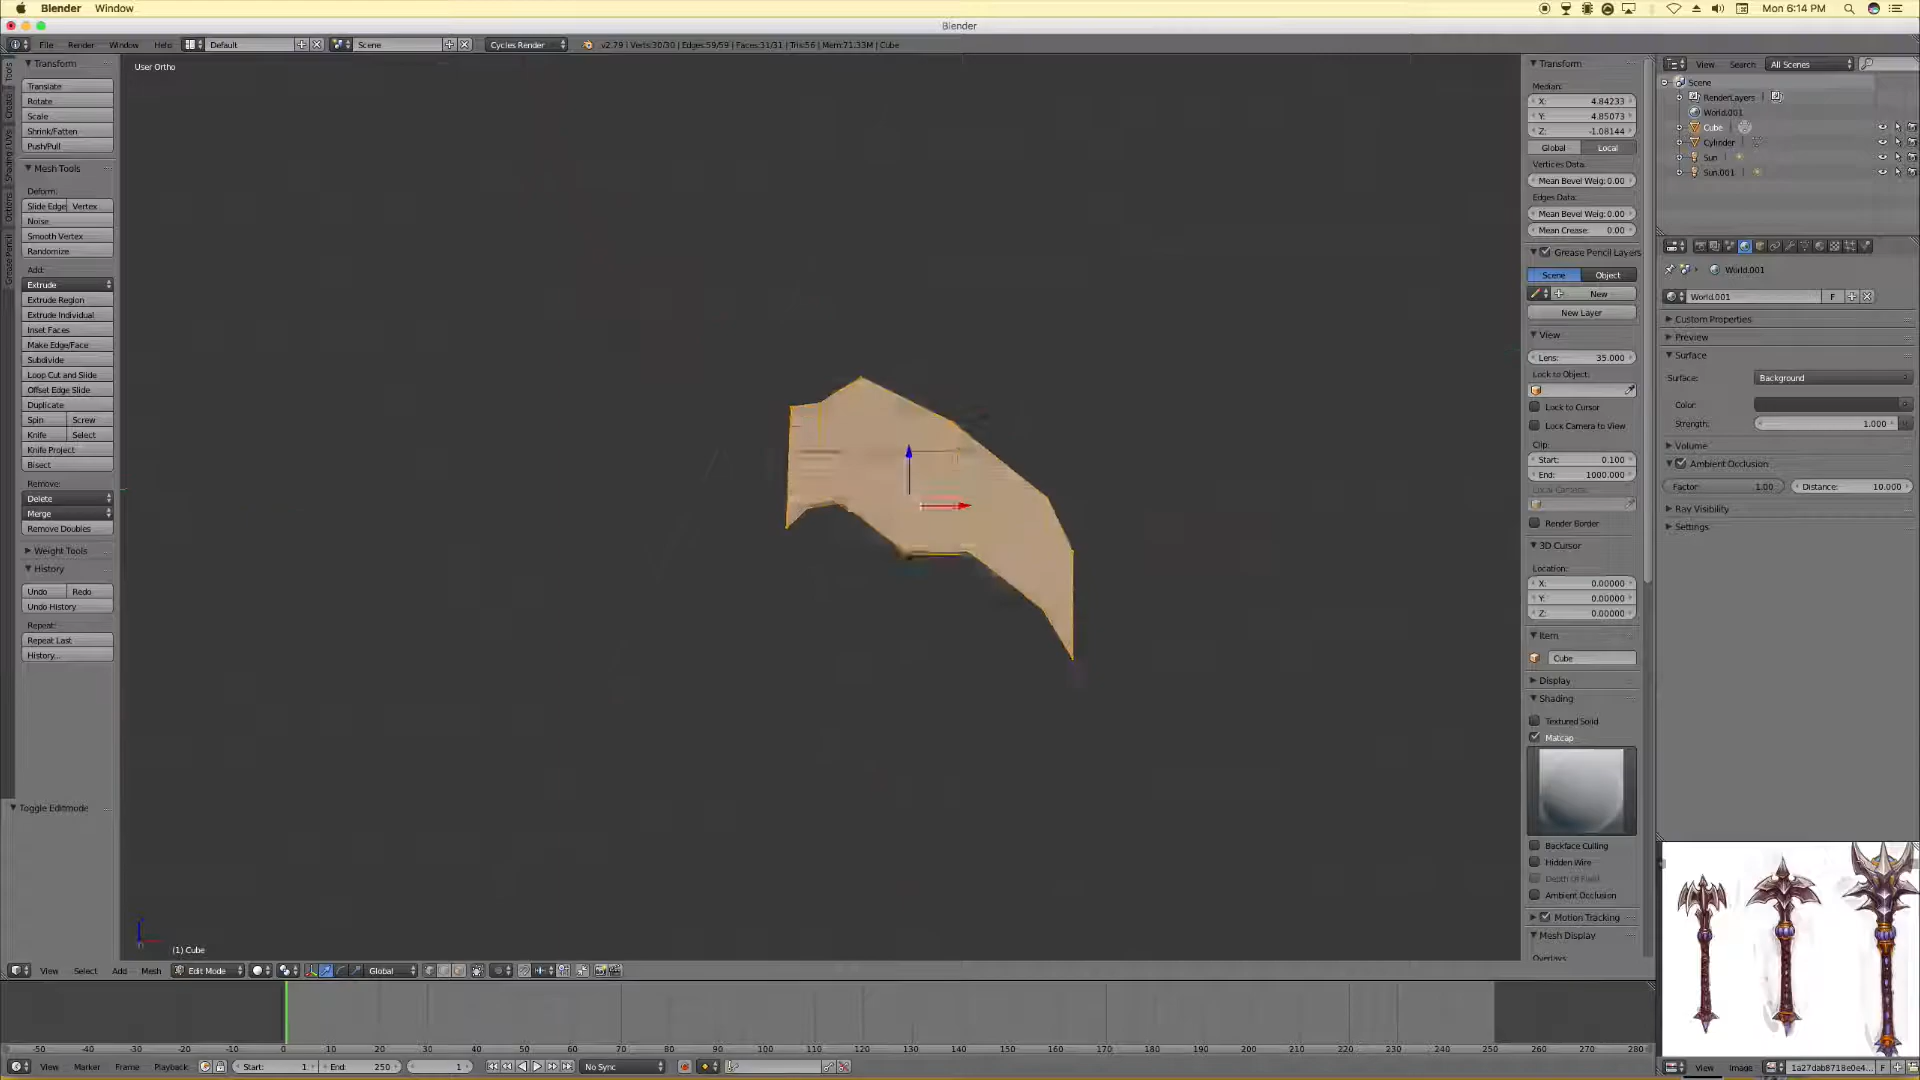 Blender Window Mon 6:14 PM
Blender
File Render Window Help Default Scene Cycles Render v2.79 | Verts:30/30 | Edges:59/59 | Faces:31/31 | Tris:56 | Mem:71.33M | Cube
Tools
Create
Shading / UVs
Options
Grease Pencil
Transform
Translate
Rotate
Scale
Shrink/Fatten
Push/Pull
Mesh Tools
Deform:
Slide Edge Vertex
Noise
Smooth Vertex
Randomize
Add:
Extrude
Extrude Region
Extrude Individual
Inset Faces
Make Edge/Face
Subdivide
Loop Cut and Slide
Offset Edge Slide
Duplicate
Spin Screw
Knife Select
Knife Project
Bisect
Remove:
Delete
Merge
Remove Doubles
Weight Tools
History
Undo Redo
Undo History
Repeat:
Repeat Last
History...
Toggle Editmode
User Ortho
(1) Cube
View Select Add Mesh Edit Mode Global
Transform
Median:
X: 4.84233
Y: 4.85073
Z: -1.08144
Global Local
Vertices Data:
Mean Bevel Weig: 0.00
Edges Data:
Mean Bevel Weig: 0.00
Mean Crease: 0.00
Grease Pencil Layers
Scene Object
New
New Layer
View
Lens: 35.000
Lock to Object:
Lock to Cursor
Lock Camera to View
Clip:
Start: 0.100
End: 1000.000
Local Camera:
Render Border
3D Cursor
Location:
X: 0.00000
Y: 0.00000
Z: 0.00000
Item
Cube
Display
Shading
Textured Solid
Matcap
Backface Culling
Hidden Wire
Depth Of Field
Ambient Occlusion
Motion Tracking
Mesh Display
Overlays:
View Search All Scenes
Scene
RenderLayers
World.001
Cube
Cylinder
Sun
Sun.001
World.001
World.001 F
Custom Properties
Preview
Surface
Surface: Background
Color:
Strength: 1.000
Volume
Ambient Occlusion
Factor: 1.00 Distance: 10.000
Ray Visibility
Settings
-50 -40 -30 -20 -10 0 10 20 30 40 50 60 70 80 90 100 110 120 130 140 150 160 170 180 190 200 210 220 230 240 250 260 270 280
View Marker Frame Playback Start: 1 End: 250 1 No Sync
View Image 1a27dab8718e0e4... F